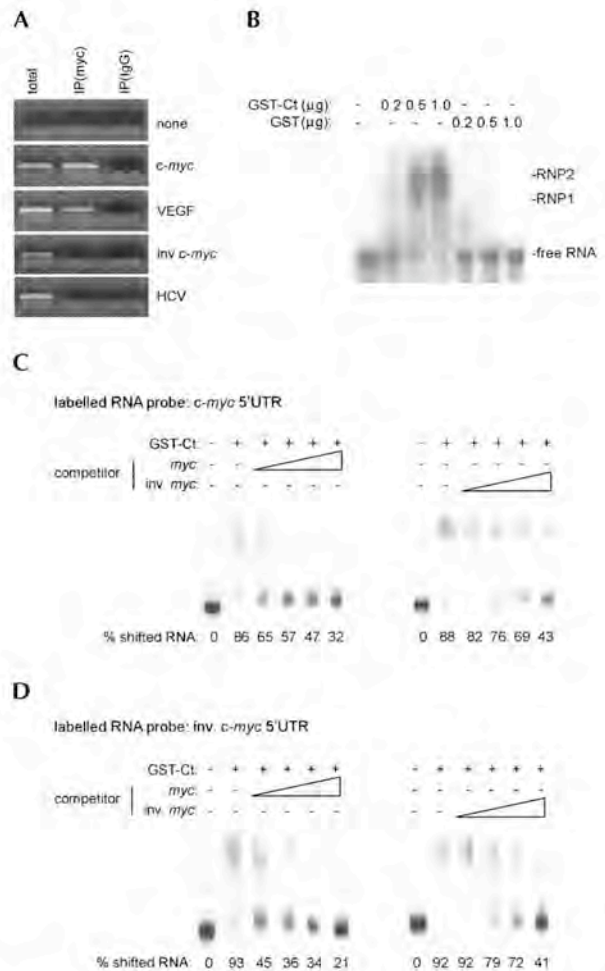 A
total IP(myc) IP(IgG)
none
c-myc
VEGF
inv c-myc
HCV
B
GST-Ct (µg) - 0.2 0.5 1.0 - - -
GST (µg) - - - - 0.2 0.5 1.0
-RNP2
-RNP1
-free RNA
C
labelled RNA probe: c-myc 5'UTR
GST-Ct: - + + + + + - + + + + +
competitor
myc: - - - - - - - -
inv. myc: - - - - - - - -
% shifted RNA: 0 86 65 57 47 32 0 88 82 76 69 43
D
labelled RNA probe: inv. c-myc 5'UTR
GST-Ct: - + + + + + - + + + + +
competitor
myc: - - - - - - - -
inv. myc: - - - - - - - -
% shifted RNA: 0 93 45 36 34 21 0 92 92 79 72 41